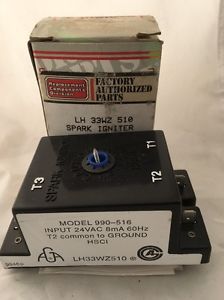 Replacement
Components
Division
FACTORY
AUTHORIZED
PARTS
LH 33WZ 510
SPARK IGNITER
T3
T1
T2
MODEL 990-516
INPUT 24VAC 8mA 60Hz
T2 common to GROUND
HSCI
LH33WZ510